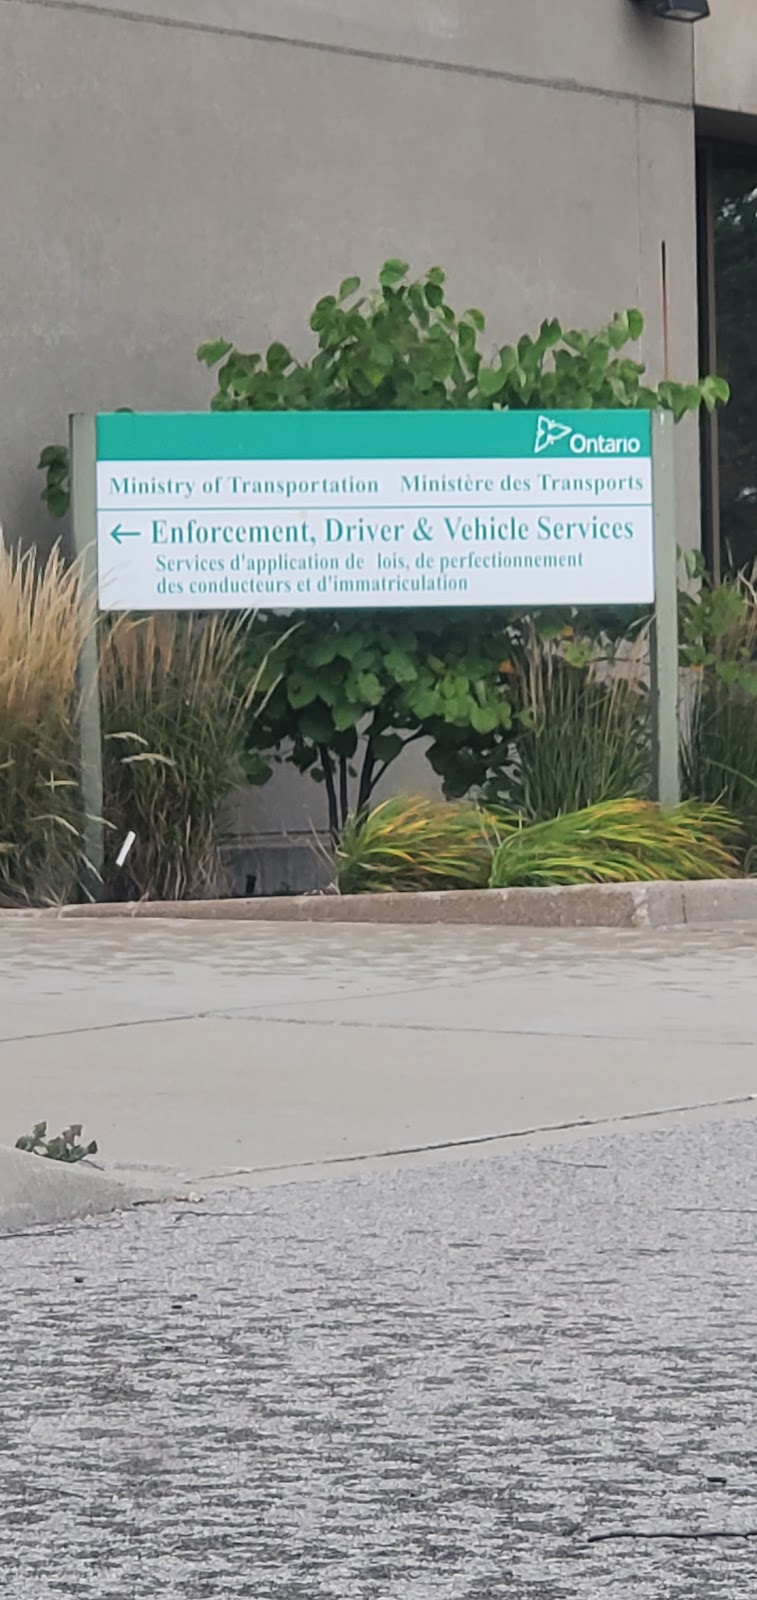 Ontario
Ministry of Transportation Ministère des Transports
← Enforcement, Driver & Vehicle Services
Services d'application de lois, de perfectionnement
des conducteurs et d'immatriculation